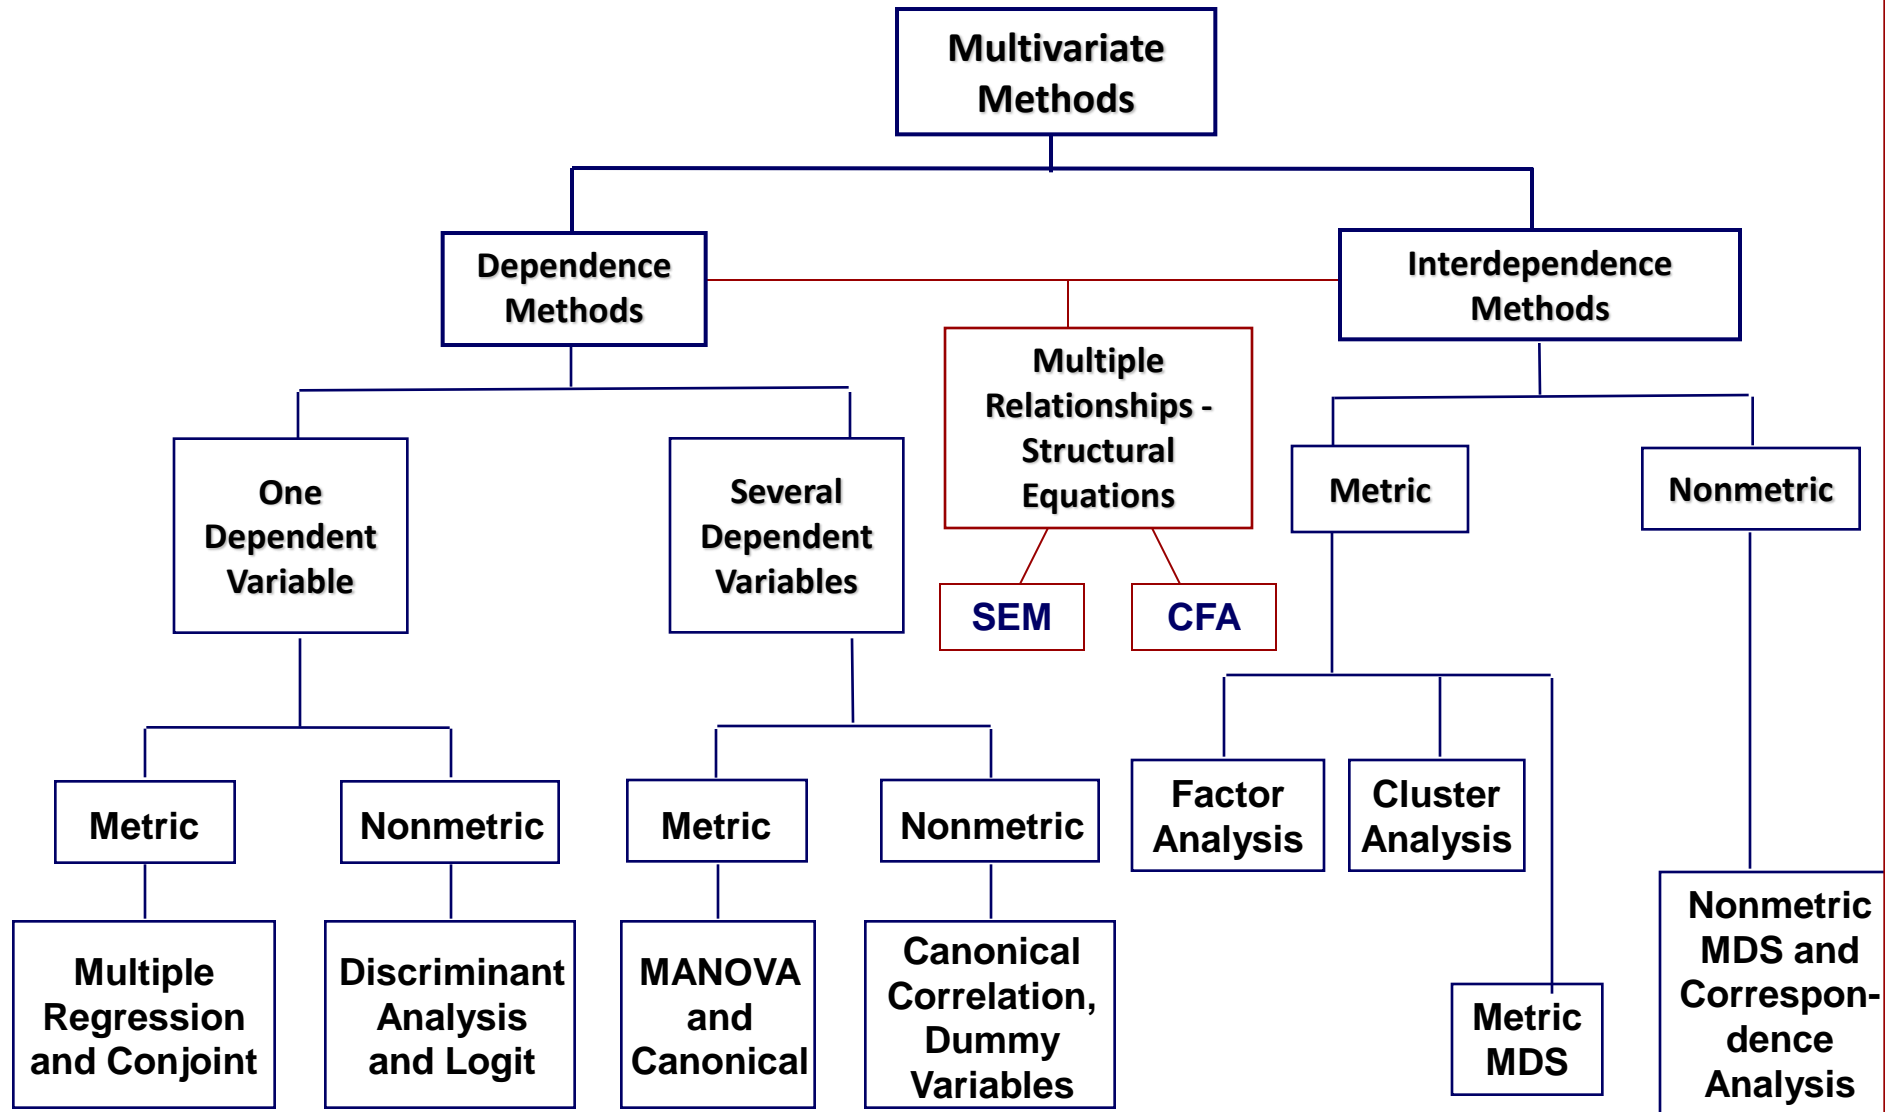 Multivariate
Methods
Dependence
Methods
Interdependence
Methods
Multiple
Relationships -
Structural
Equations
One
Dependent
Variable
Several
Dependent
Variables
Metric
Nonmetric
SEM
CFA
Metric
Nonmetric
Metric
Nonmetric
Factor
Analysis
Cluster
Analysis
Multiple
Regression
and Conjoint
Discriminant
Analysis
and Logit
MANOVA
and
Canonical
Canonical
Correlation,
Dummy
Variables
Metric
MDS
Nonmetric
MDS and
Correspon-
dence
Analysis